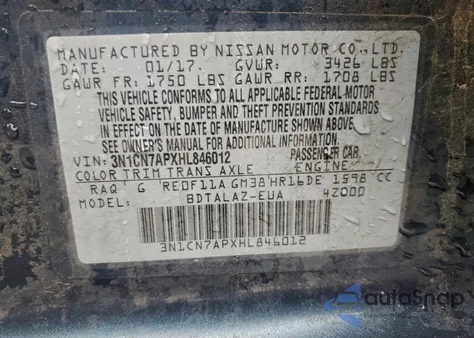 MANUFACTURED BY NISSAN MOTOR CO., LTD.
DATE: 01/17. GVWR: 3426 LBS
GAWR FR: 1750 LBS GAWR RR: 1708 LBS
THIS VEHICLE CONFORMS TO ALL APPLICABLE FEDERAL MOTOR
VEHICLE SAFETY, BUMPER AND THEFT PREVENTION STANDARDS
IN EFFECT ON THE DATE OF MANUFACTURE SHOWN ABOVE. SEE
OWNER'S MANUAL FOR ADDITIONAL INFORMATION.
VIN: 3N1CN7APXHL846012 PASSENGER CAR
COLOR TRIM TRANS AXLE ENGINE
RAQ G RE0F11A GM38 HR16DE 1598 CC
MODEL: BDTALAZ-EUA 4Z000
3N1CN7APXHL846012
autoSnap